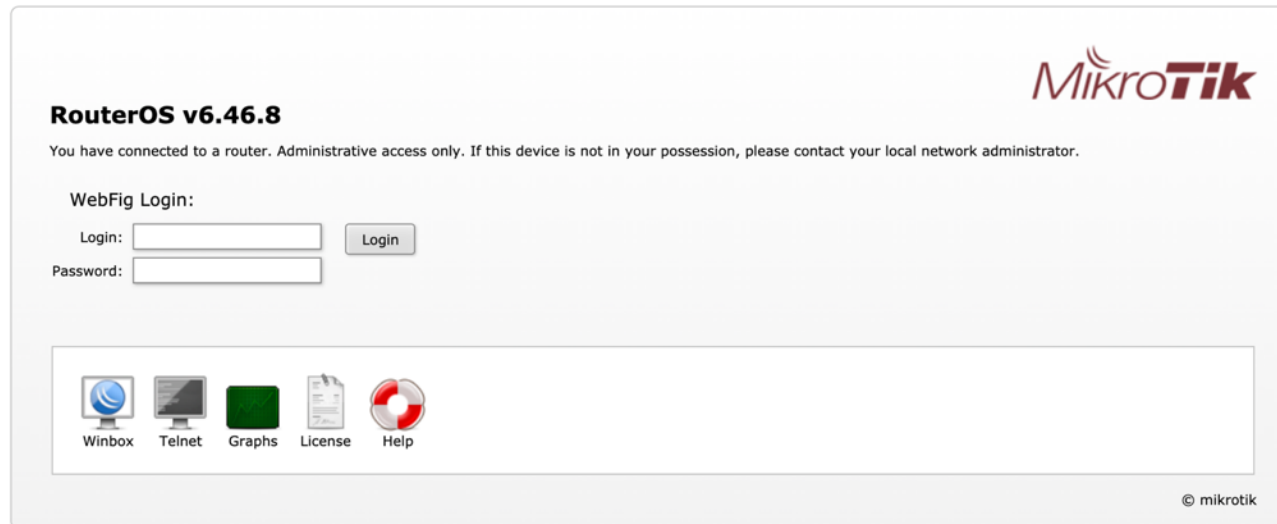 MikroTik
RouterOS v6.46.8
You have connected to a router. Administrative access only. If this device is not in your possession, please contact your local network administrator.
WebFig Login:
Login:
Login
Password:
Winbox
Telnet
Graphs
License
Help
© mikrotik